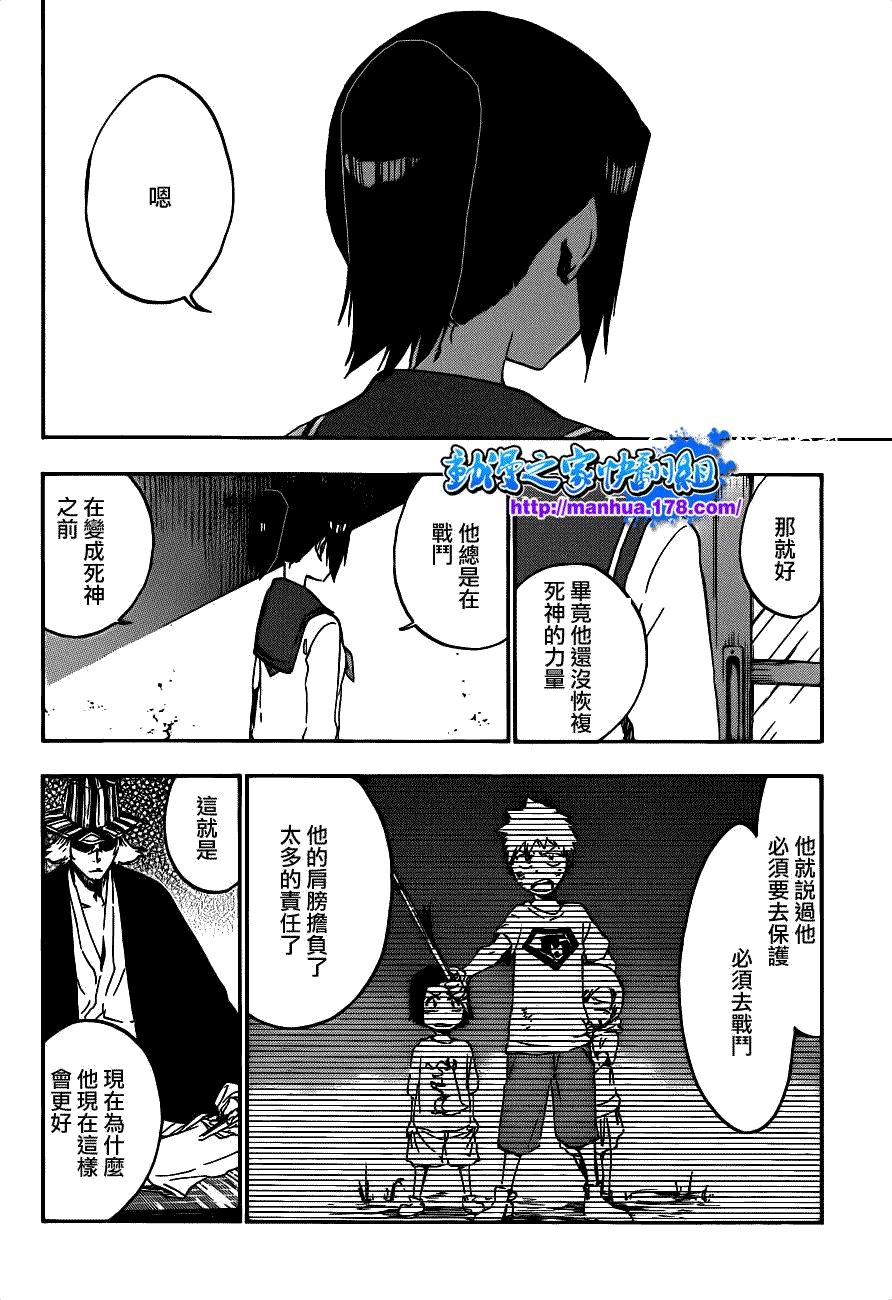 嗯
動漫之家快翻組
http://manhua.178.com/
那就好
畢竟他還沒恢複
死神的力量
他總是在
戰鬥
在變成死神
之前
他就説過他
必須要去保護
必須去戰鬥
他的肩膀擔負了
太多的責任了
這就是
現在為什麼
他現在這樣
會更好